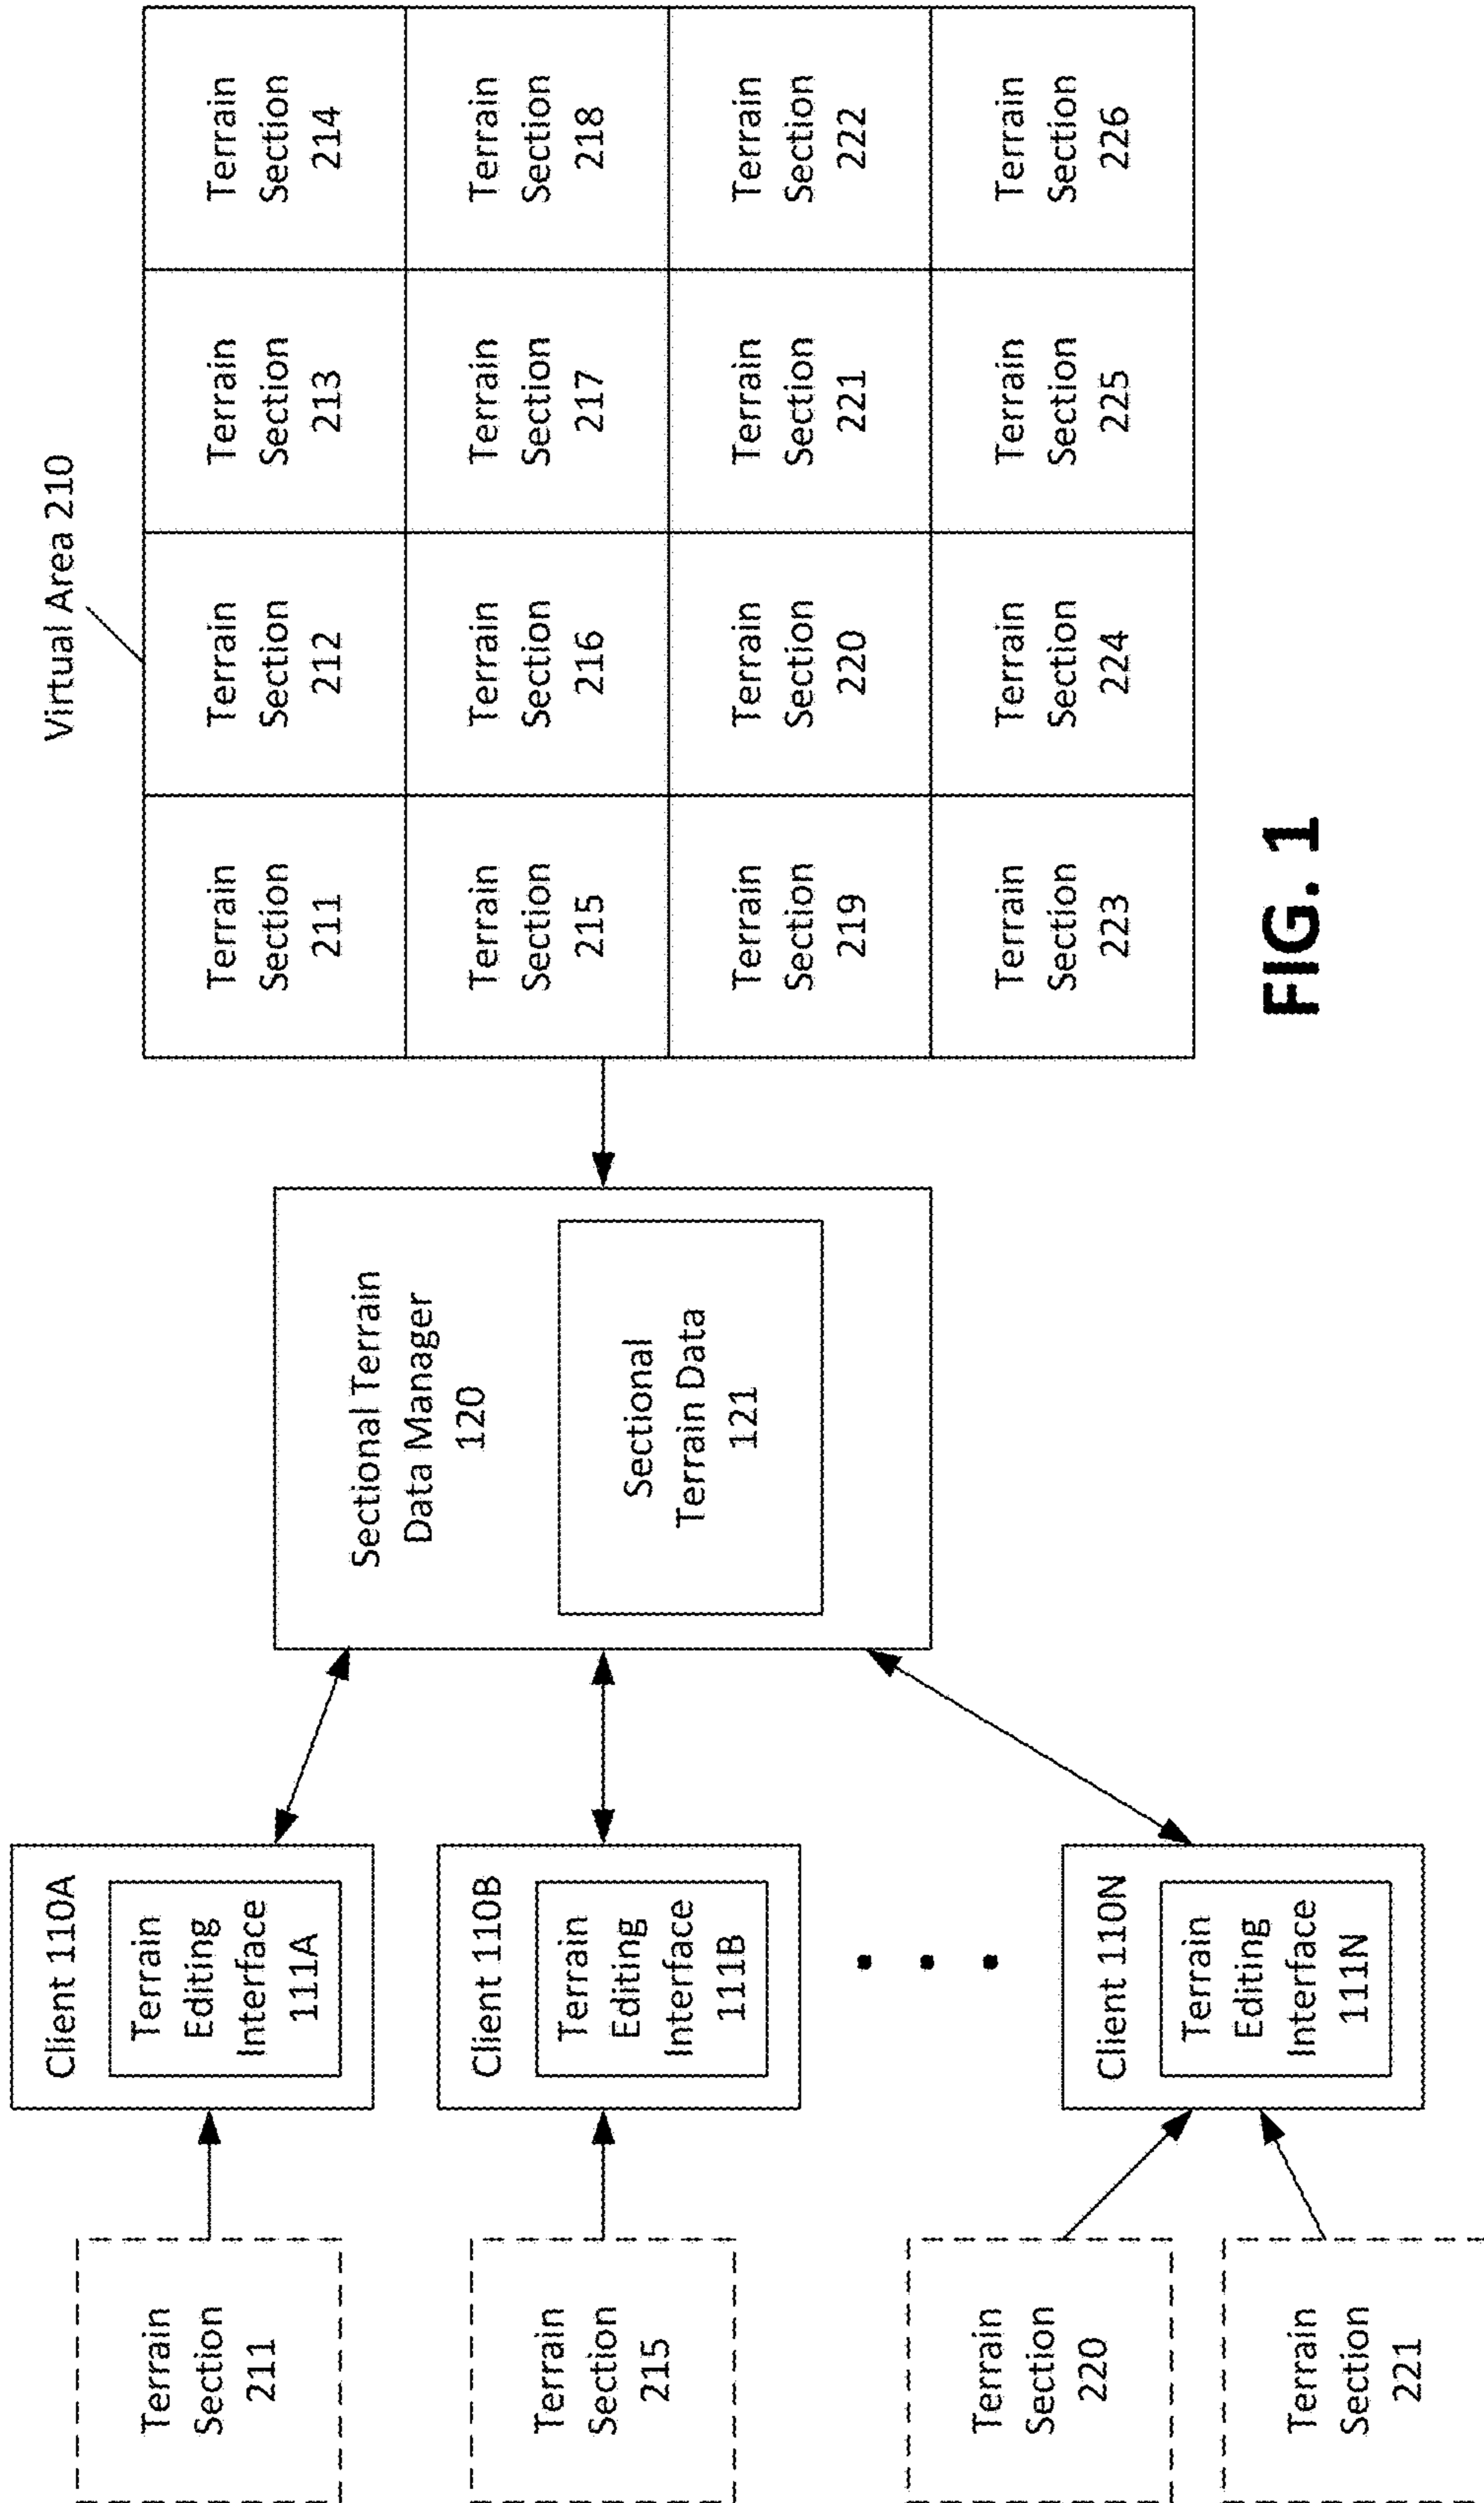 Terrain
Section
211
Terrain
Section
215
Terrain
Section
220
Terrain
Section
221
Client 110A
Terrain
Editing
Interface
111A
Client 110B
Terrain
Editing
Interface
111B
Client 110N
Terrain
Editing
Interface
111N
Sectional Terrain
Data Manager
120
Sectional
Terrain Data
121
Virtual Area 210
Terrain
Section
211
Terrain
Section
212
Terrain
Section
213
Terrain
Section
214
Terrain
Section
215
Terrain
Section
216
Terrain
Section
217
Terrain
Section
218
Terrain
Section
219
Terrain
Section
220
Terrain
Section
221
Terrain
Section
222
Terrain
Section
223
Terrain
Section
224
Terrain
Section
225
Terrain
Section
226
FIG. 1